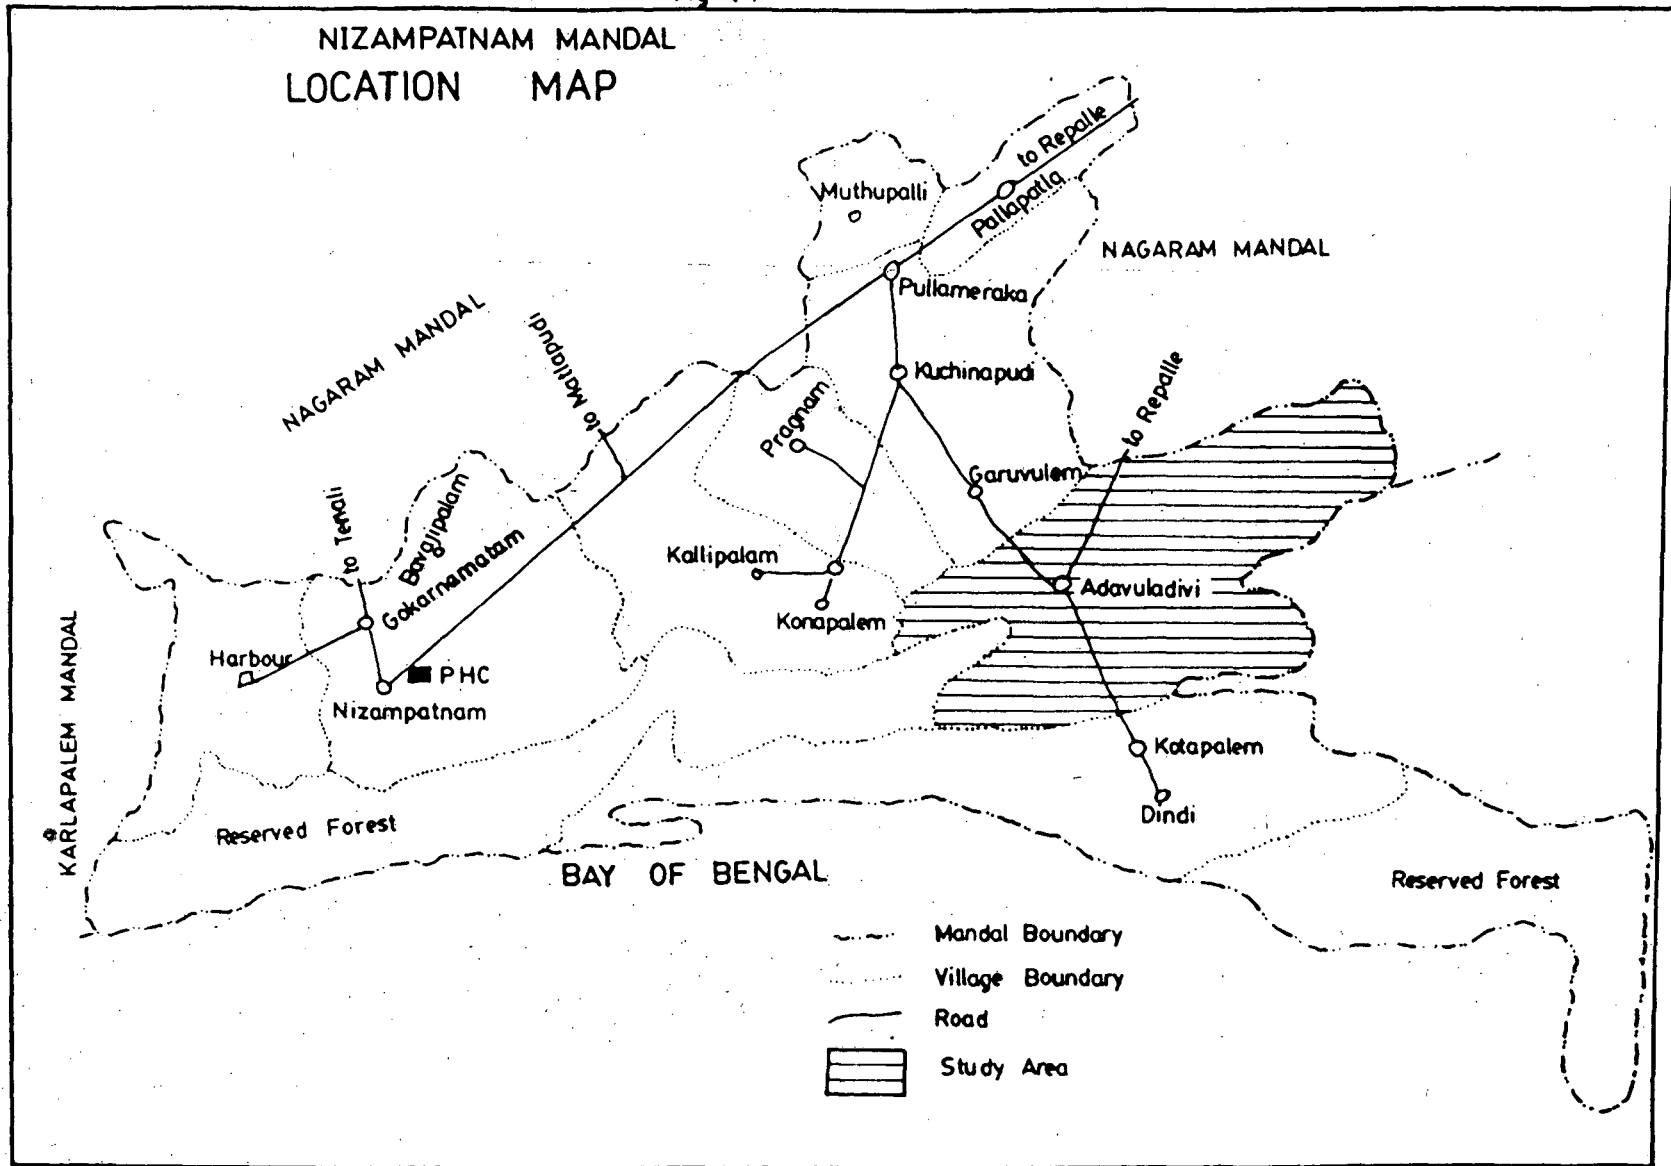 NIZAMPATNAM MANDAL
LOCATION MAP
to Repalle
Muthupalli
Pallapatla
NAGARAM MANDAL
Pullameraka
NAGARAM MANDAL
to Mallapudi
Kuchinapudi
to Repalle
Pragnam
Garuvulem
to Tenali
Bavajipalam
Gokarnamatam
Kallipalam
Adavuladivi
Konapalem
Harbour
PHC
Nizampatnam
KARLAPALEM MANDAL
Kotapalem
Dindi
Reserved Forest
BAY OF BENGAL
Reserved Forest
Mandal Boundary
Village Boundary
Road
Study Area